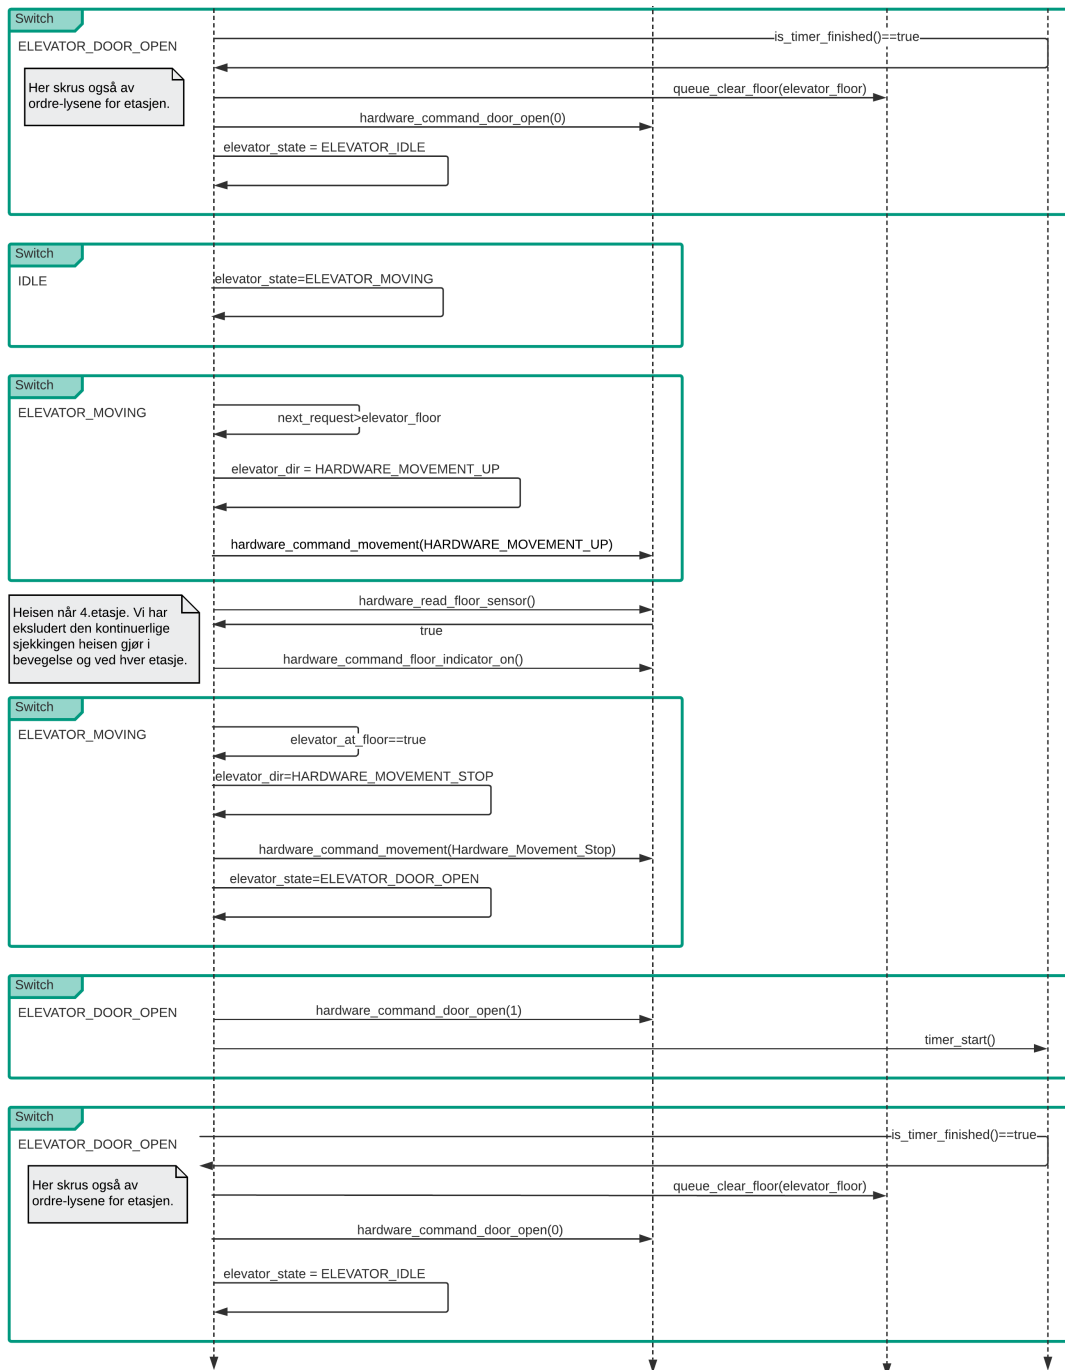 Switch
ELEVATOR_DOOR_OPEN
is_timer_finished()==true
Her skrus også av
ordre-lysene for etasjen.
queue_clear_floor(elevator_floor)
hardware_command_door_open(0)
elevator_state = ELEVATOR_IDLE
Switch
IDLE
elevator_state=ELEVATOR_MOVING
Switch
ELEVATOR_MOVING
next_request>elevator_floor
elevator_dir = HARDWARE_MOVEMENT_UP
hardware_command_movement(HARDWARE_MOVEMENT_UP)
Heisen når 4.etasje. Vi har
eksludert den kontinuerlige
sjekkingen heisen gjør i
bevegelse og ved hver etasje.
hardware_read_floor_sensor()
true
hardware_command_floor_indicator_on()
Switch
ELEVATOR_MOVING
elevator_at_floor==true
elevator_dir=HARDWARE_MOVEMENT_STOP
hardware_command_movement(Hardware_Movement_Stop)
elevator_state=ELEVATOR_DOOR_OPEN
Switch
ELEVATOR_DOOR_OPEN
hardware_command_door_open(1)
timer_start()
Switch
ELEVATOR_DOOR_OPEN
is_timer_finished()==true
Her skrus også av
ordre-lysene for etasjen.
queue_clear_floor(elevator_floor)
hardware_command_door_open(0)
elevator_state = ELEVATOR_IDLE